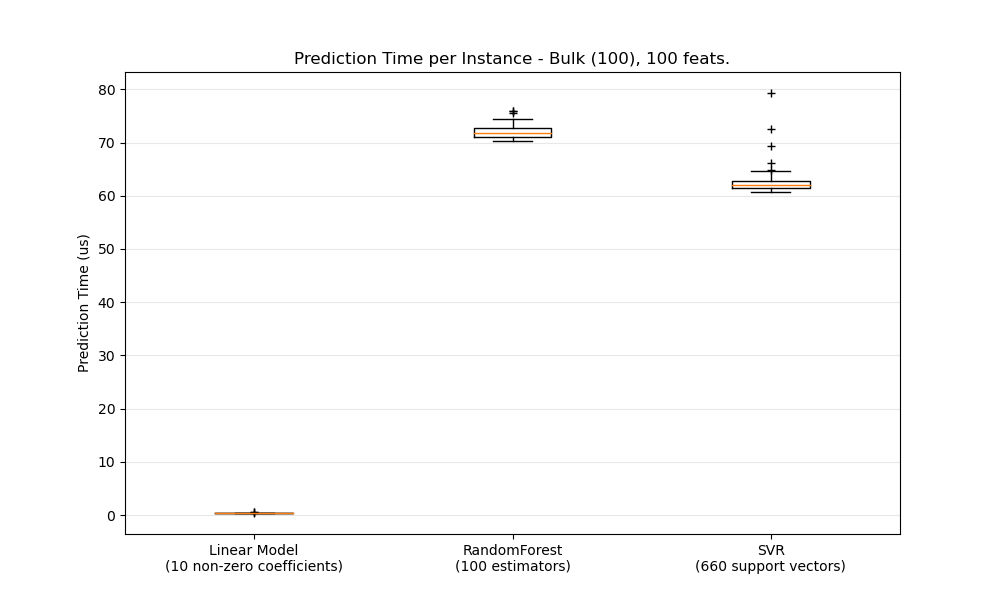 Prediction Time per Instance - Bulk (100), 100 feats.
Prediction Time (us)
80
70
60
50
40
30
20
10
0
Linear Model
(10 non-zero coefficients)
RandomForest
(100 estimators)
SVR
(660 support vectors)